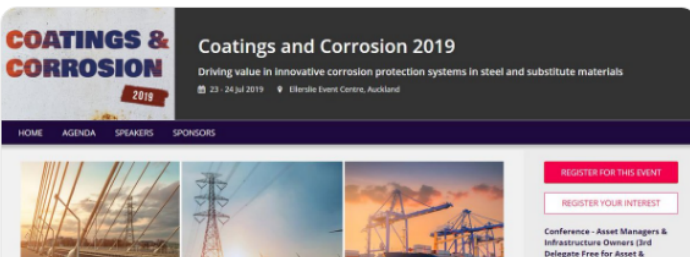 COATINGS &
CORROSION
2019
Coatings and Corrosion 2019
Driving value in innovative corrosion protection systems in steel and substitute materials
23 - 24 Jul 2019 Ellerslie Event Centre, Auckland
HOME AGENDA SPEAKERS SPONSORS
REGISTER FOR THIS EVENT
REGISTER YOUR INTEREST
Conference - Asset Managers &
Infrastructure Owners (3rd
Delegate Free for Asset &